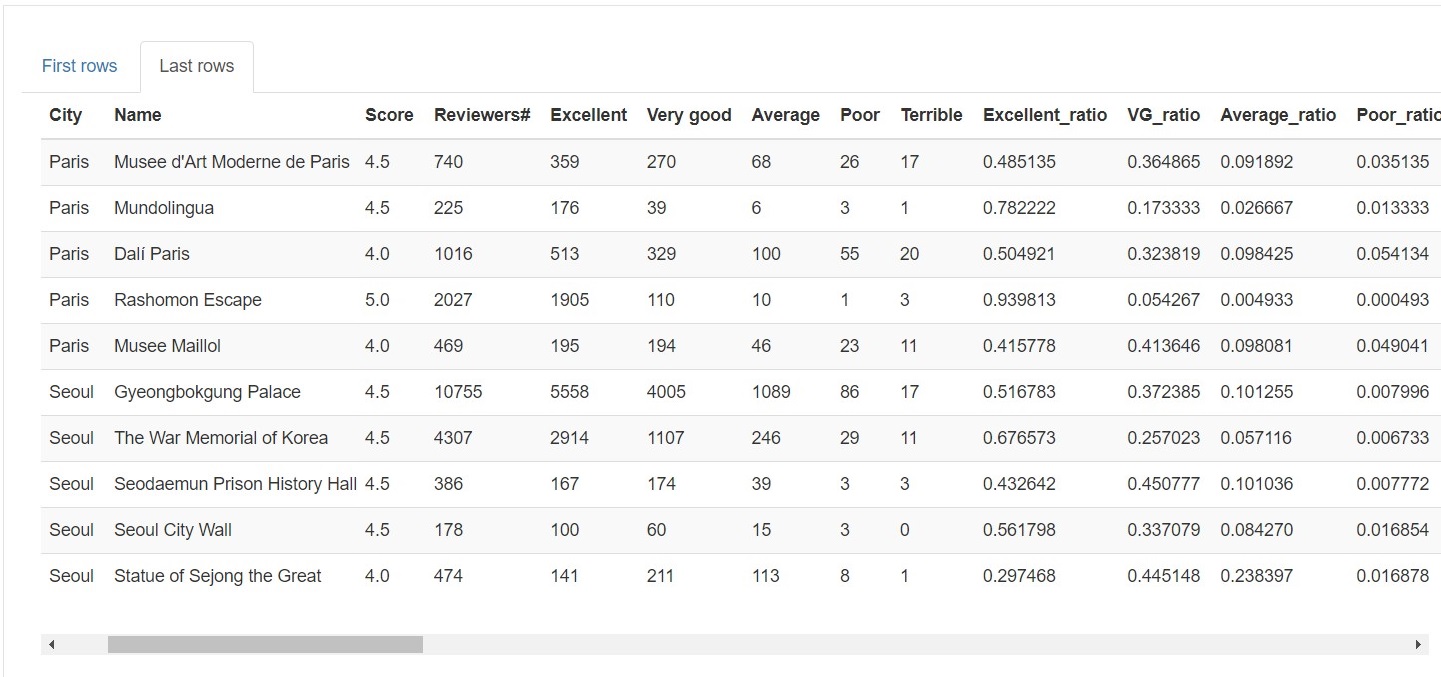 First rows Last rows
City Name Score Reviewers# Excellent Very good Average Poor Terrible Excellent_ratio VG_ratio Average_ratio Poor_ratio
Paris Musee d'Art Moderne de Paris 4.5 740 359 270 68 26 17 0.485135 0.364865 0.091892 0.035135
Paris Mundolingua 4.5 225 176 39 6 3 1 0.782222 0.173333 0.026667 0.013333
Paris Dalí Paris 4.0 1016 513 329 100 55 20 0.504921 0.323819 0.098425 0.054134
Paris Rashomon Escape 5.0 2027 1905 110 10 1 3 0.939813 0.054267 0.004933 0.000493
Paris Musee Maillol 4.0 469 195 194 46 23 11 0.415778 0.413646 0.098081 0.049041
Seoul Gyeongbokgung Palace 4.5 10755 5558 4005 1089 86 17 0.516783 0.372385 0.101255 0.007996
Seoul The War Memorial of Korea 4.5 4307 2914 1107 246 29 11 0.676573 0.257023 0.057116 0.006733
Seoul Seodaemun Prison History Hall 4.5 386 167 174 39 3 3 0.432642 0.450777 0.101036 0.007772
Seoul Seoul City Wall 4.5 178 100 60 15 3 0 0.561798 0.337079 0.084270 0.016854
Seoul Statue of Sejong the Great 4.0 474 141 211 113 8 1 0.297468 0.445148 0.238397 0.016878